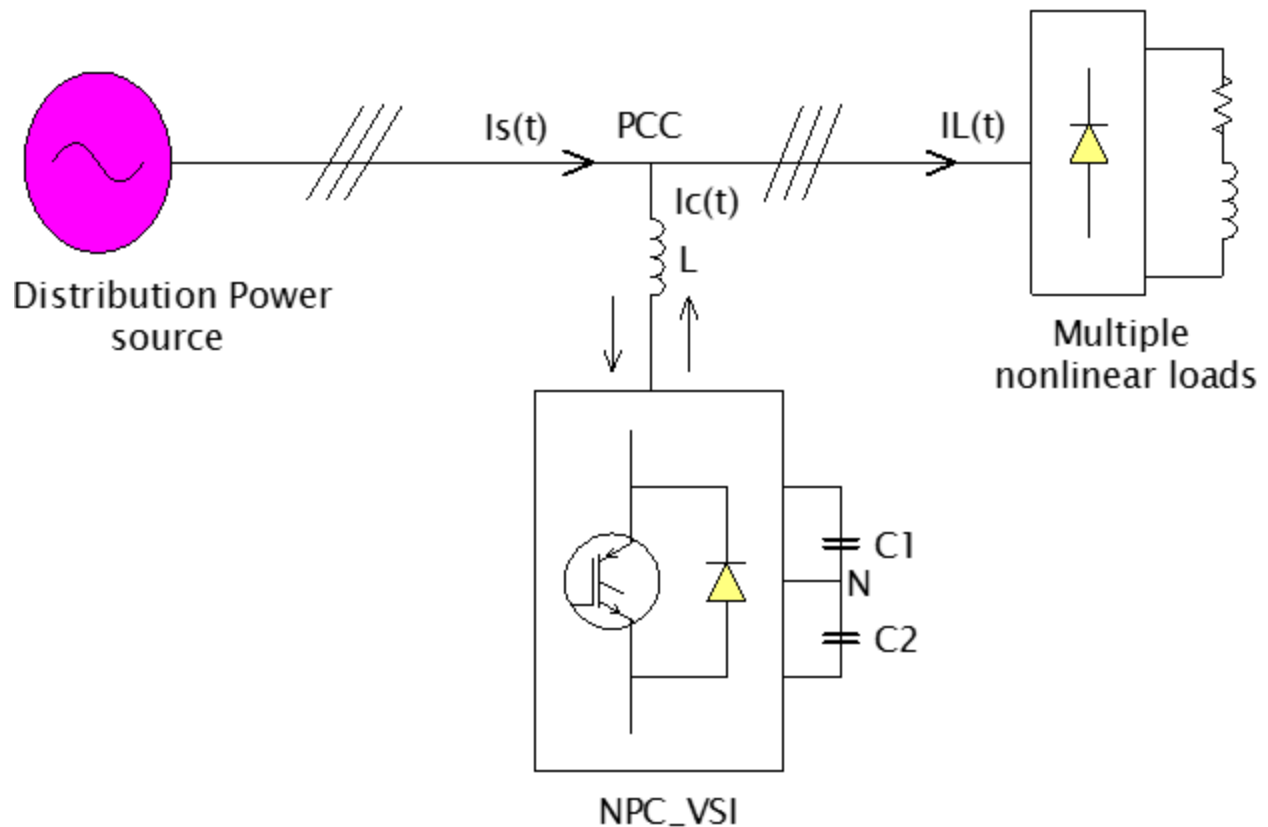 Is(t)
PCC
IL(t)
Ic(t)
L
Distribution Power
source
Multiple
nonlinear loads
C1
N
C2
NPC_VSI